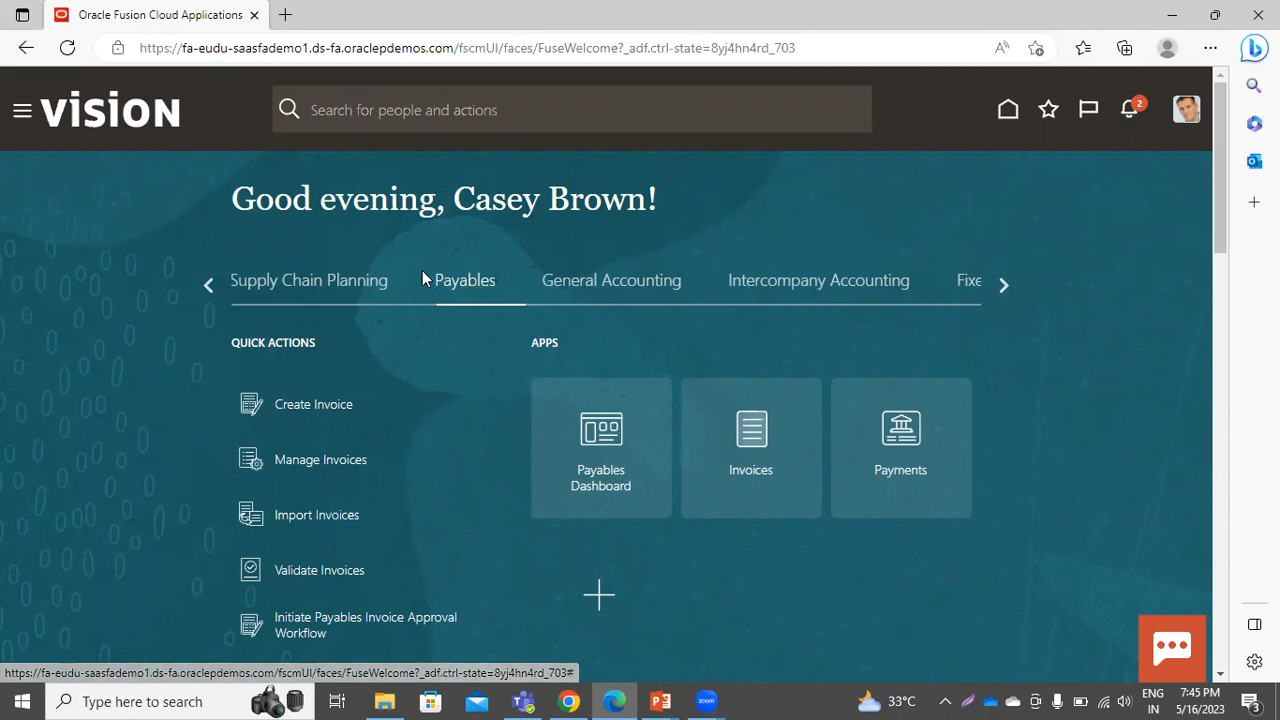 Oracle Fusion Cloud Applications
https://fa-eudu-saasfademo1.ds-fa.oraclepdemos.com/fscmUI/faces/FuseWelcome?_adf.ctrl-state=8yj4hn4rd_703
vision
Search for people and actions
2
Good evening, Casey Brown!
Supply Chain Planning
Payables
General Accounting
Intercompany Accounting
Fixe
QUICK ACTIONS
APPS
Create Invoice
Manage Invoices
Import Invoices
Validate Invoices
Initiate Payables Invoice Approval
Workflow
Payables
Dashboard
Invoices
Payments
https://fa-eudu-saasfademo1.ds-fa.oraclepdemos.com/fscmUI/faces/FuseWelcome?_adf.ctrl-state=8yj4hn4rd_703#
Type here to search
zoom
33°C
ENG
IN
7:45 PM
5/16/2023
3